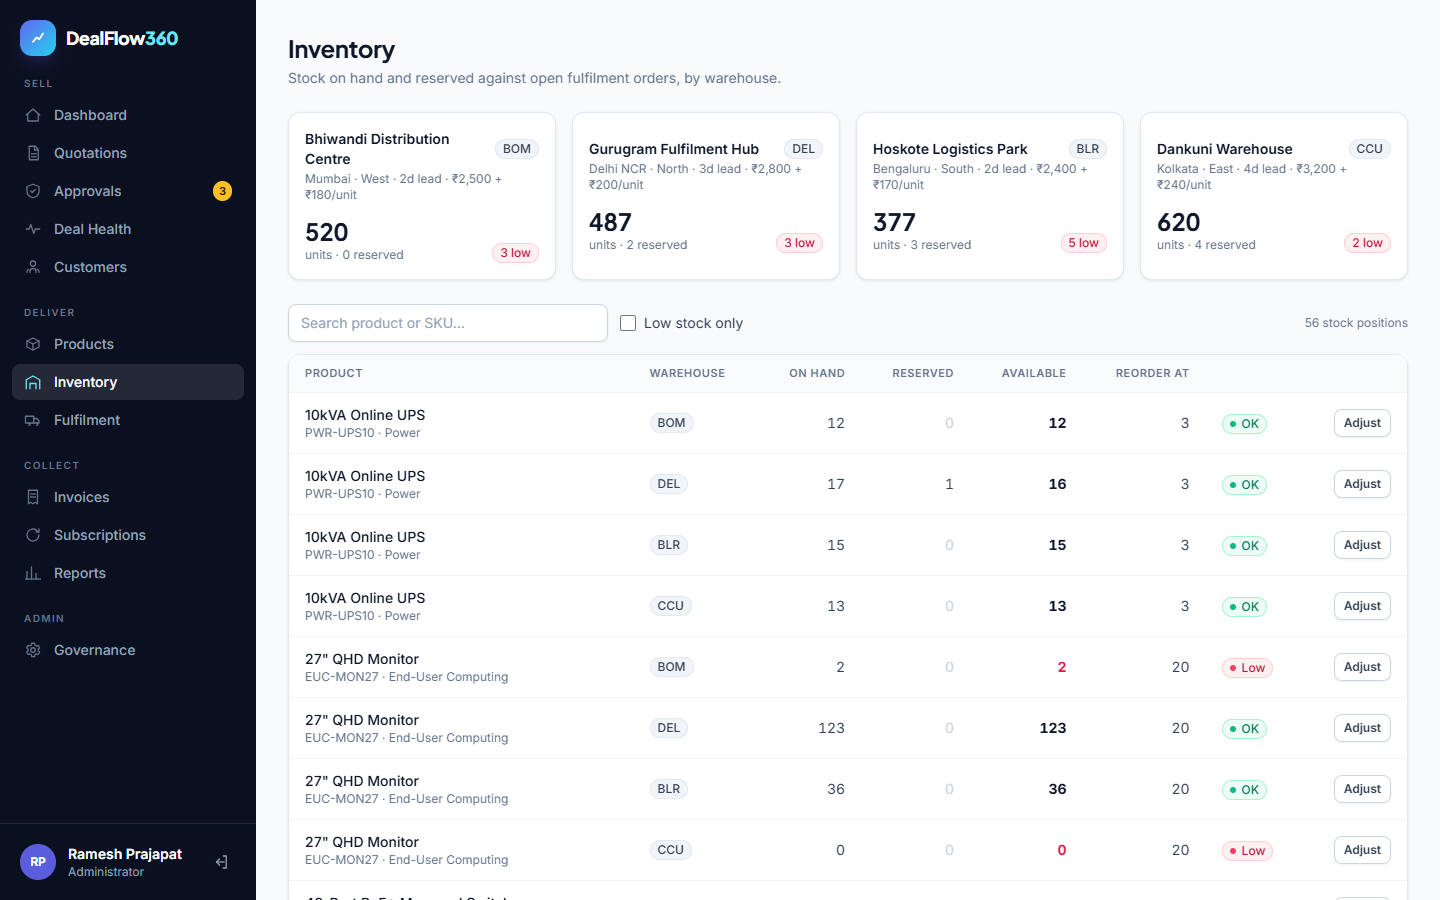 DealFlow360
SELL
Dashboard
Quotations
Approvals 3
Deal Health
Customers
DELIVER
Products
Inventory
Fulfilment
COLLECT
Invoices
Subscriptions
Reports
ADMIN
Governance
RP
Ramesh Prajapat
Administrator
Inventory
Stock on hand and reserved against open fulfilment orders, by warehouse.
Bhiwandi Distribution
Centre
BOM
Mumbai · West · 2d lead · ₹2,500 +
₹180/unit
520
units · 0 reserved
3 low
Gurugram Fulfilment Hub DEL
Delhi NCR · North · 3d lead · ₹2,800 +
₹200/unit
487
units · 2 reserved
3 low
Hoskote Logistics Park BLR
Bengaluru · South · 2d lead · ₹2,400 +
₹170/unit
377
units · 3 reserved
5 low
Dankuni Warehouse CCU
Kolkata · East · 4d lead · ₹3,200 +
₹240/unit
620
units · 4 reserved
2 low
Search product or SKU...
Low stock only
56 stock positions
PRODUCT WAREHOUSE ON HAND RESERVED AVAILABLE REORDER AT
10kVA Online UPS
PWR-UPS10 · Power
BOM 12 0 12 3 OK Adjust
10kVA Online UPS
PWR-UPS10 · Power
DEL 17 1 16 3 OK Adjust
10kVA Online UPS
PWR-UPS10 · Power
BLR 15 0 15 3 OK Adjust
10kVA Online UPS
PWR-UPS10 · Power
CCU 13 0 13 3 OK Adjust
27" QHD Monitor
EUC-MON27 · End-User Computing
BOM 2 0 2 20 Low Adjust
27" QHD Monitor
EUC-MON27 · End-User Computing
DEL 123 0 123 20 OK Adjust
27" QHD Monitor
EUC-MON27 · End-User Computing
BLR 36 0 36 20 OK Adjust
27" QHD Monitor
EUC-MON27 · End-User Computing
CCU 0 0 0 20 Low Adjust